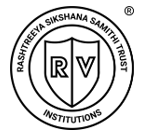 RASHTREEYA SIKSHANA SAMITHI TRUST
®
RV
INSTITUTIONS